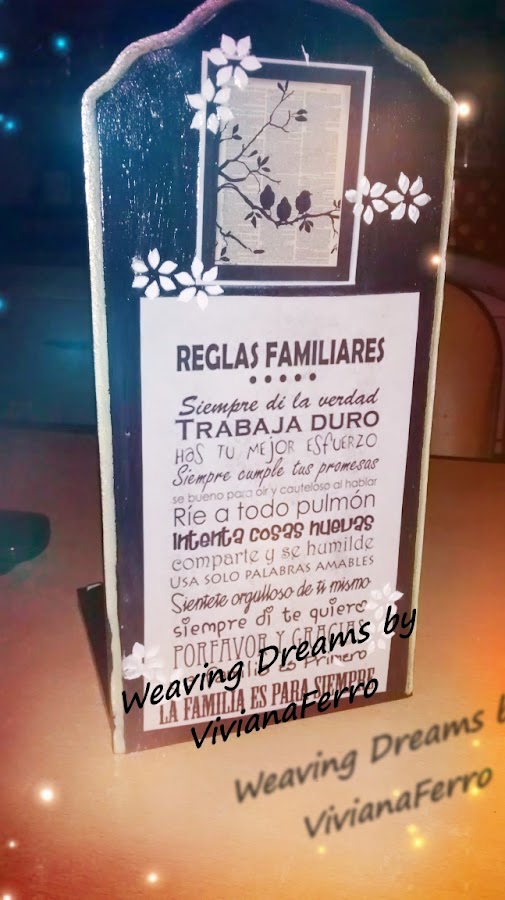 REGLAS FAMILIARES
Siempre di la verdad
TRABAJA DURO
HAS TU MEJOR ESFUERZO
Siempre cumple tus promesas
se bueno para oir y cauteloso al hablar
Ríe a todo pulmón
Intenta cosas nuevas
comparte y se humilde
USA SOLO PALABRAS AMABLES
Sientete orgulloso de ti mismo
siempre di te quiero
PORFAVOR Y GRACIAS
Primero
LA FAMILIA ES PARA SIEMPRE
Weaving Dreams by
VivianaFerro
Weaving Dreams b
VivianaFerro